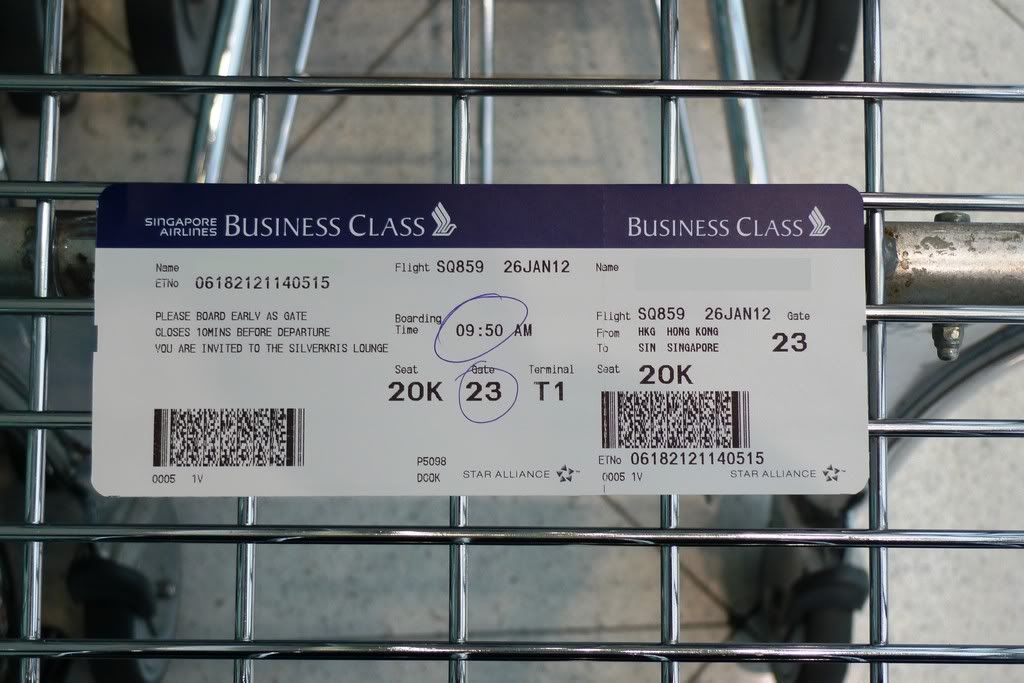 SINGAPORE AIRLINES BUSINESS CLASS
Name
ETNo 06182121140515
Flight SQ859 26JAN12
PLEASE BOARD EARLY AS GATE
CLOSES 10MINS BEFORE DEPARTURE
YOU ARE INVITED TO THE SILVERKRIS LOUNGE
Boarding Time 09:50 AM
Seat Gate Terminal
20K 23 T1
0005 1V
P5098
DCOK
STAR ALLIANCE™
BUSINESS CLASS
Name
Flight SQ859 26JAN12 Gate
From HKG HONG KONG
23
To SIN SINGAPORE
Seat 20K
ETNo 06182121140515
0005 1V
STAR ALLIANCE™